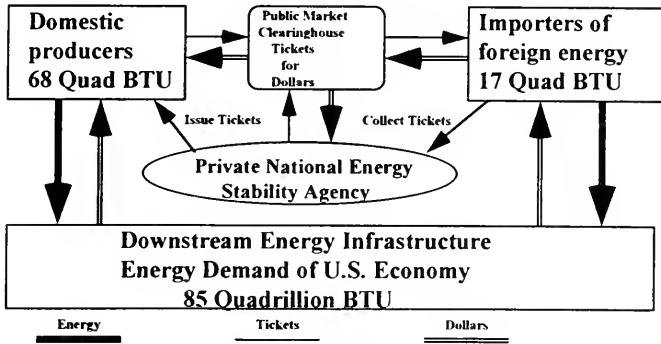 Domestic
producers
68 Quad BTU
Public Market
Clearinghouse
Tickets
for
Dollars
Importers of
foreign energy
17 Quad BTU
Issue Tickets
Collect Tickets
Private National Energy
Stability Agency
Downstream Energy Infrastructure
Energy Demand of U.S. Economy
85 Quadrillion BTU
Energy
Tickets
Dollars